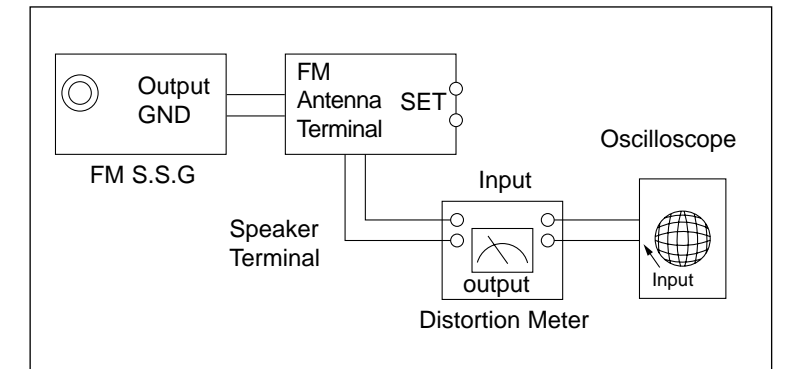 Output
GND
FM S.S.G
FM
Antenna
Terminal
SET
Speaker
Terminal
Input
output
Distortion Meter
Oscilloscope
Input